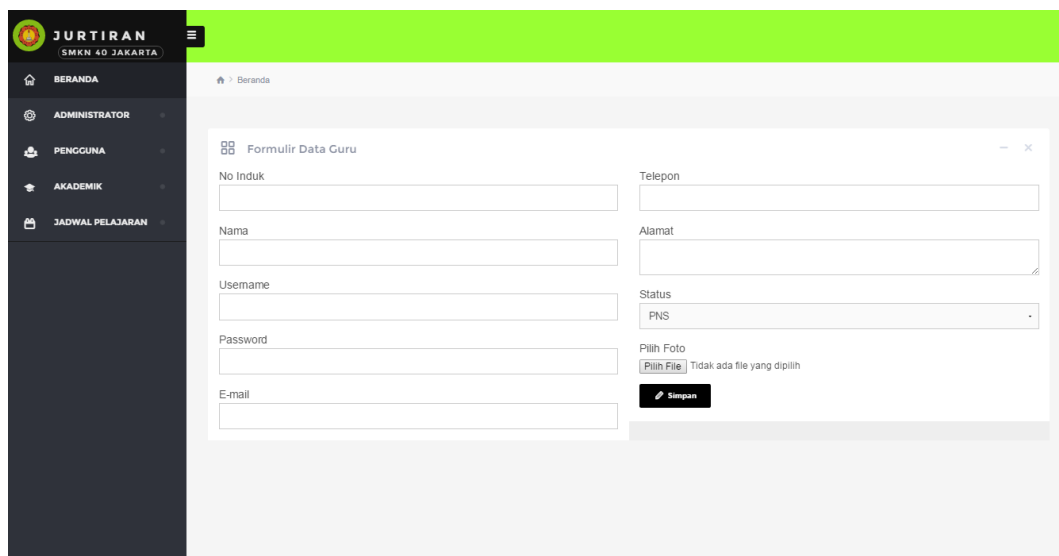 JURTIRAN
SMKN 40 JAKARTA
BERANDA
ADMINISTRATOR
PENGGUNA
AKADEMIK
JADWAL PELAJARAN
> Beranda
Formulir Data Guru
No Induk
Nama
Username
Password
E-mail
Telepon
Alamat
Status
PNS
Pilih Foto
Pilih File Tidak ada file yang dipilih
Simpan